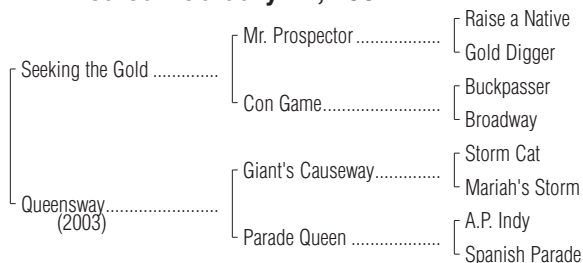 Raise a Native
Mr. Prospector ..................
Gold Digger
Seeking the Gold ..............
Buckpasser
Con Game.........................
Broadway
Storm Cat
Giant's Causeway..............
Mariah's Storm
Queensway........................
(2003)
A.P. Indy
Parade Queen ...................
Spanish Parade